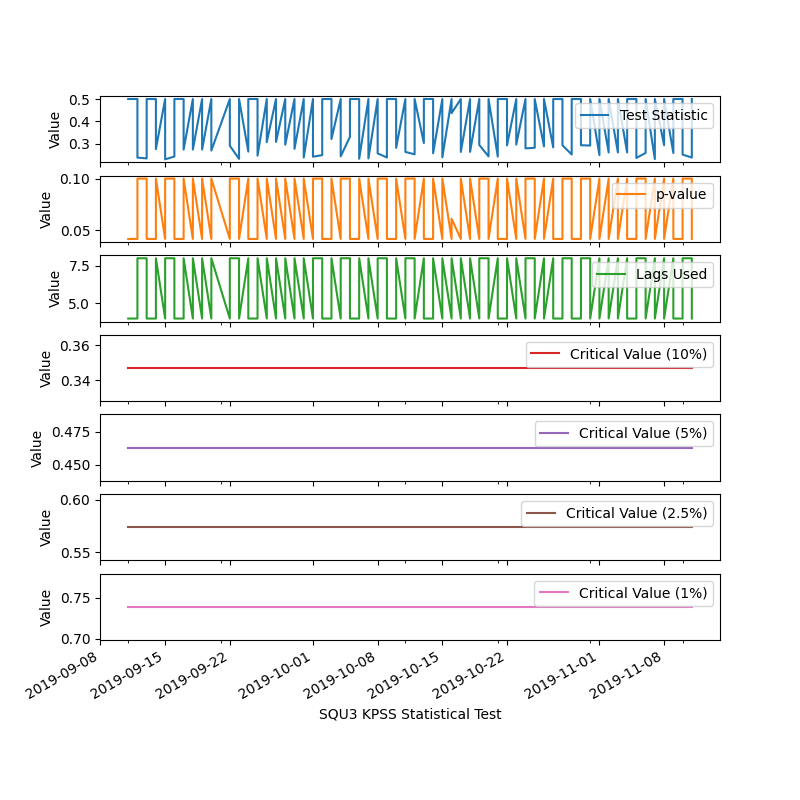 0.5
0.4
0.3
Value
Test Statistic
0.10
0.05
Value
p-value
7.5
5.0
Value
Lags Used
0.36
0.34
Value
Critical Value (10%)
0.475
0.450
Value
Critical Value (5%)
0.60
0.55
Value
Critical Value (2.5%)
0.75
0.70
Value
Critical Value (1%)
2019-09-08
2019-09-15
2019-09-22
2019-10-01
2019-10-08
2019-10-15
2019-10-22
2019-11-01
2019-11-08
SQU3 KPSS Statistical Test